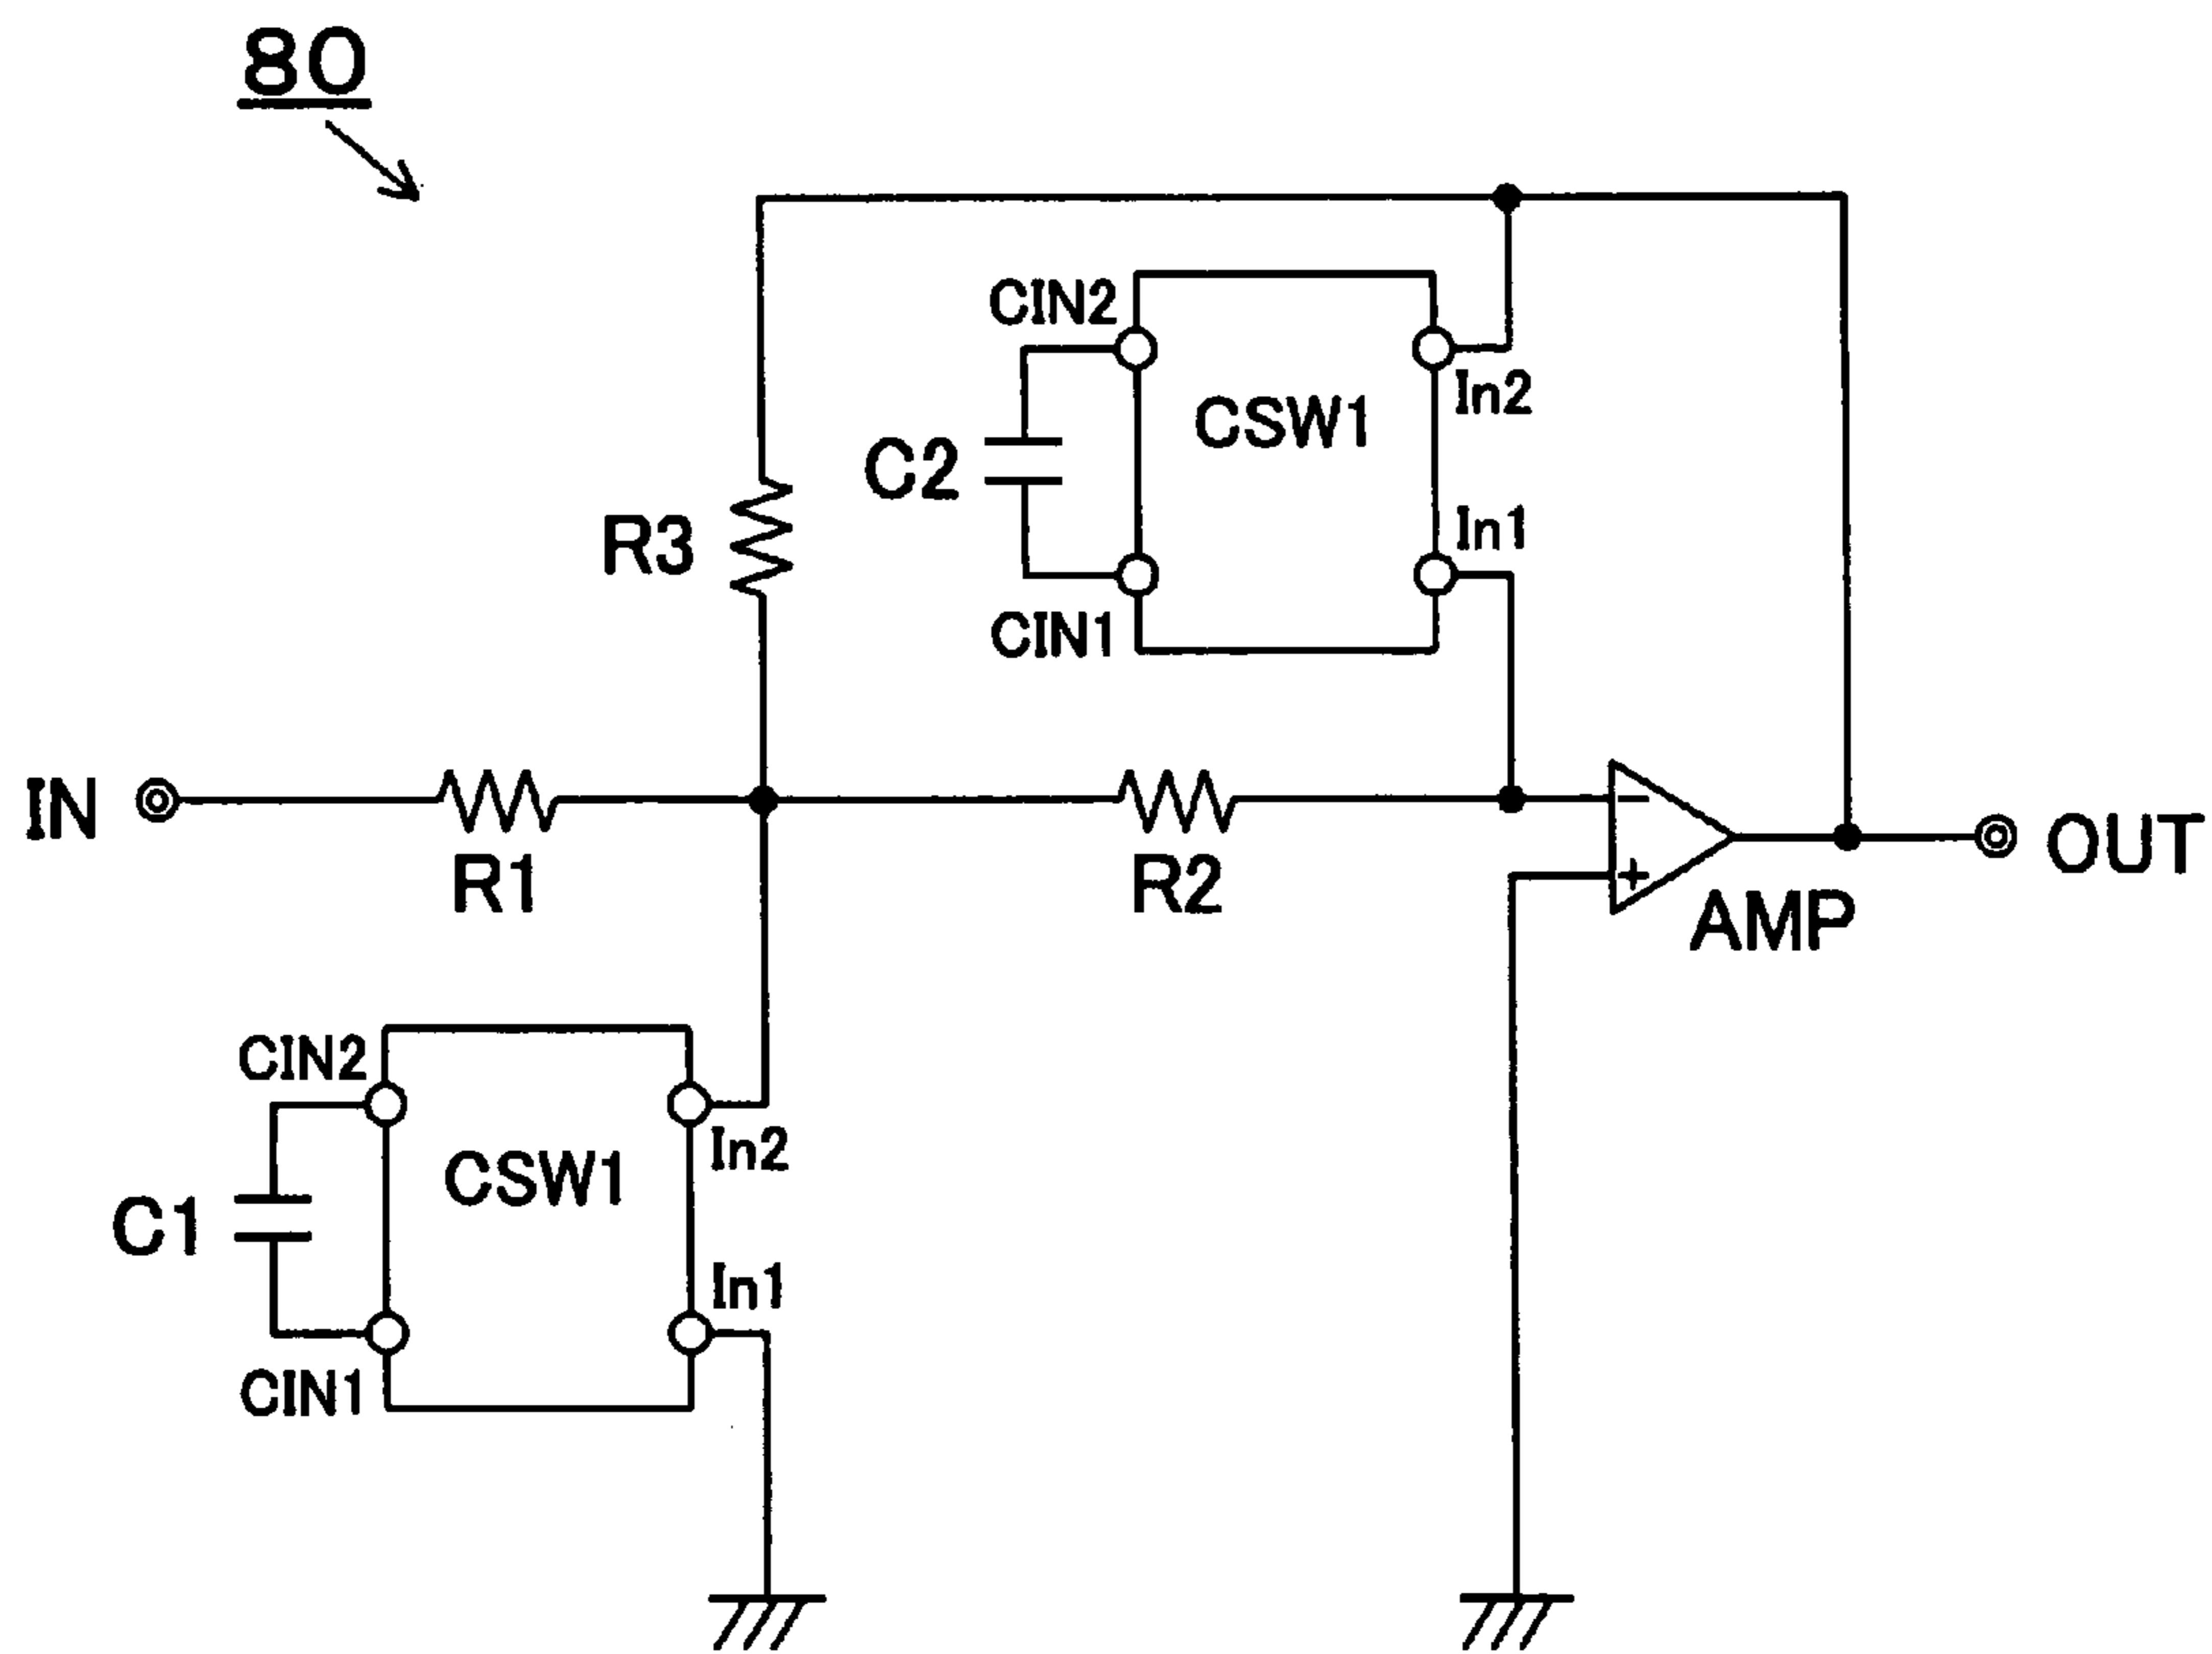 80
CIN2
In2
CSW1
C2
In1
R3
CIN1
IN
R1
R2
−
+
OUT
AMP
CIN2
In2
CSW1
C1
In1
CIN1